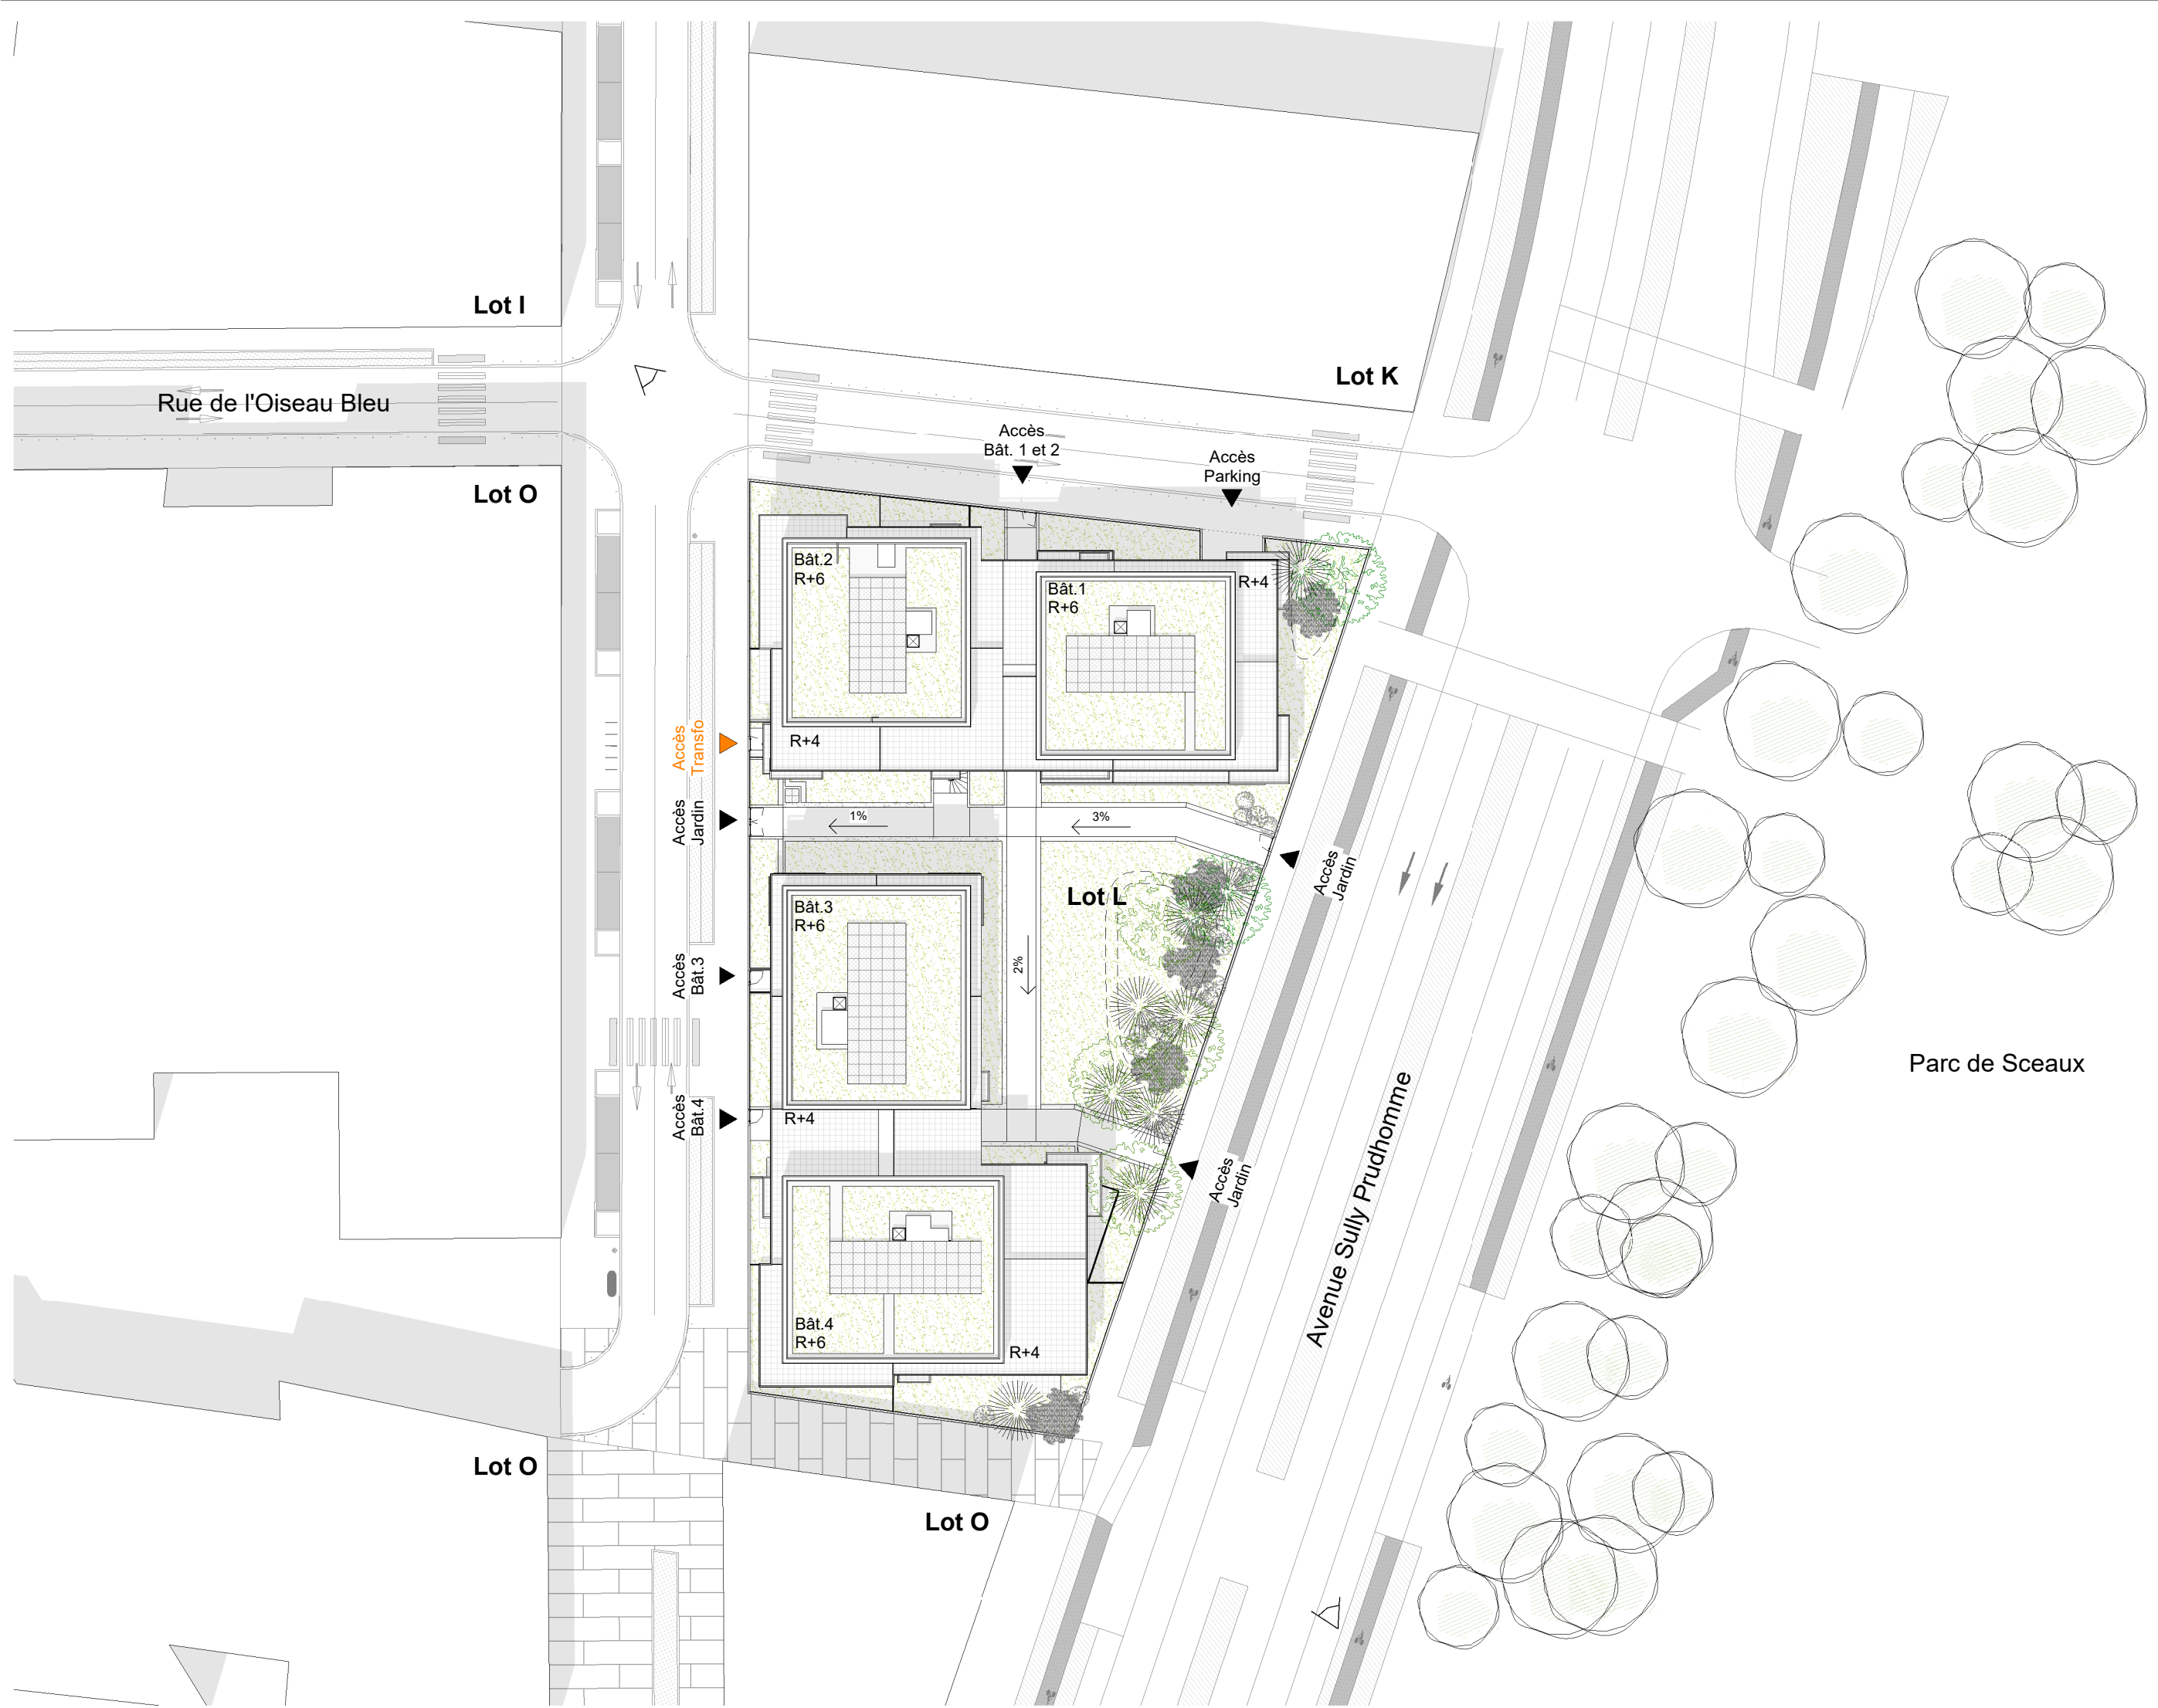 Lot I
Lot K
Rue de l'Oiseau Bleu
Accès
Bât. 1 et 2
Accès
Parking
Lot O
Bât.2
R+6
Bât.1
R+6
R+4
Accès
Transfo
R+4
Accès
Jardin
1%
3%
Accès
Jardin
Lot L
Bât.3
R+6
Accès
Bât.3
2%
Parc de Sceaux
Accès
Bât.4
R+4
Accès
Jardin
Avenue Sully Prudhomme
Bât.4
R+6
R+4
Lot O
Lot O